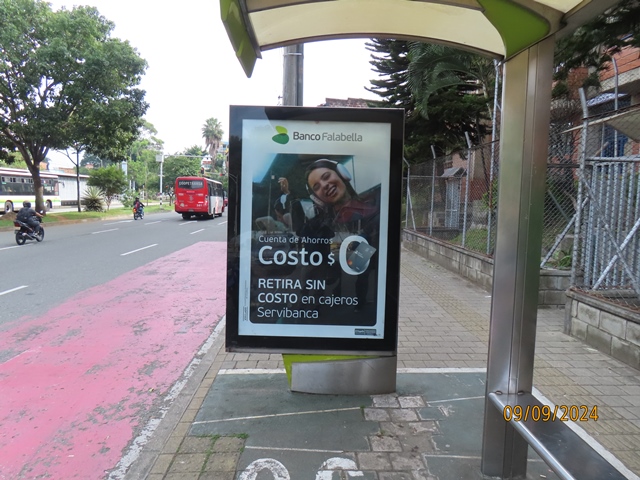 Banco Falabella
Cuenta de Ahorros
Costo $0
RETIRA SIN
COSTO en cajeros
Servibanca
09/09/2024